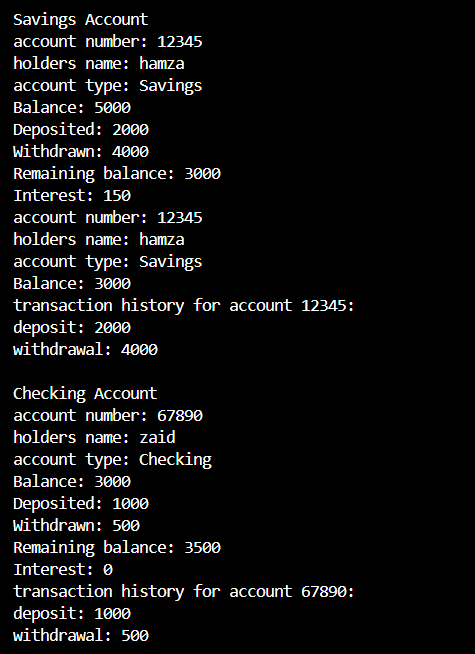 Savings Account
account number: 12345
holders name: hamza
account type: Savings
Balance: 5000
Deposited: 2000
Withdrawn: 4000
Remaining balance: 3000
Interest: 150
account number: 12345
holders name: hamza
account type: Savings
Balance: 3000
transaction history for account 12345:
deposit: 2000
withdrawal: 4000

Checking Account
account number: 67890
holders name: zaid
account type: Checking
Balance: 3000
Deposited: 1000
Withdrawn: 500
Remaining balance: 3500
Interest: 0
transaction history for account 67890:
deposit: 1000
withdrawal: 500